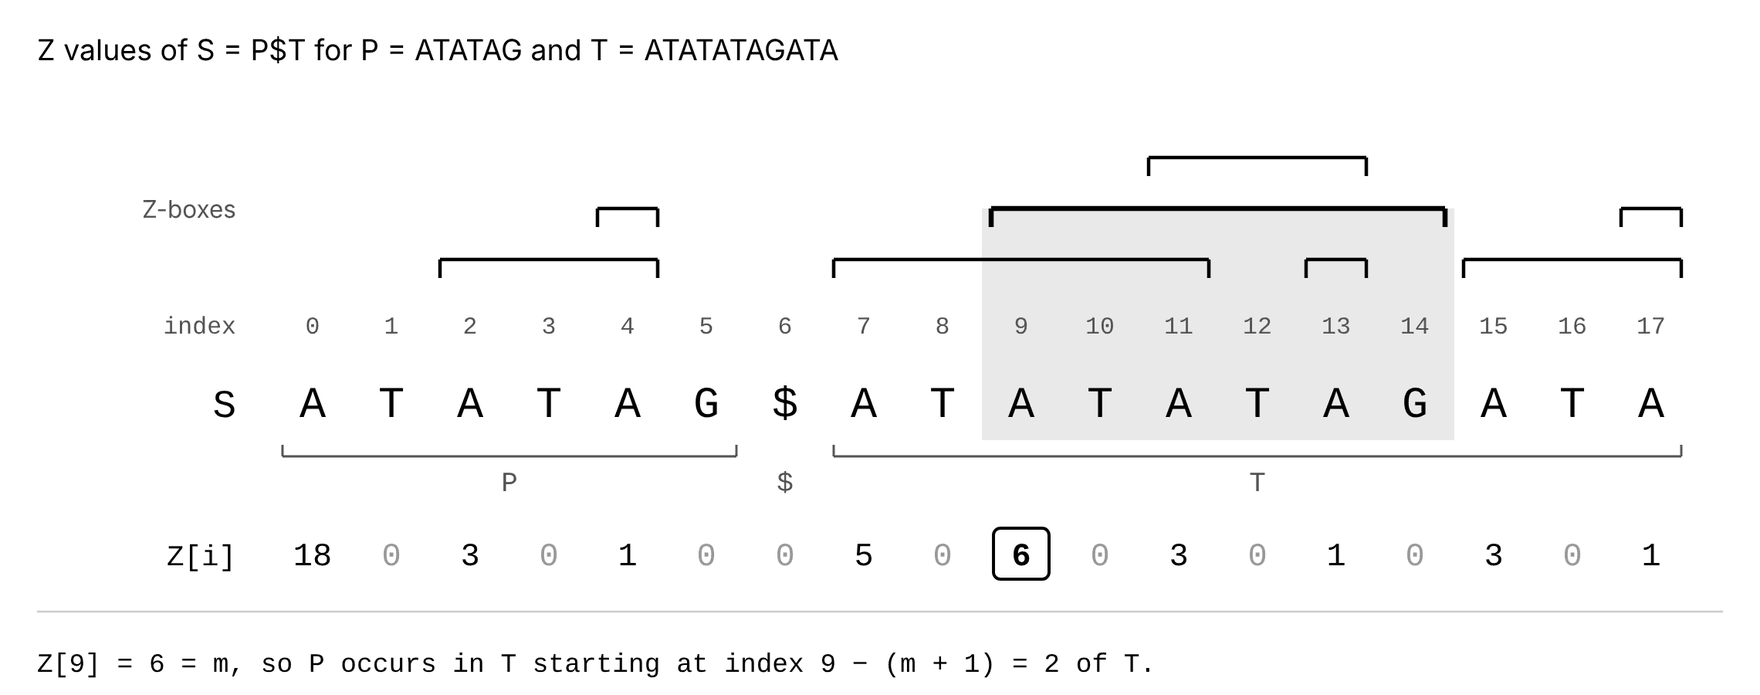 Z values of S = P$T for P = ATATAG and T = ATATATAGATA
Z-boxes
index 0 1 2 3 4 5 6 7 8 9 10 11 12 13 14 15 16 17
S A T A T A G $ A T A T A T A G A T A
P $ T
Z[i] 18 0 3 0 1 0 0 5 0 6 0 3 0 1 0 3 0 1
Z[9] = 6 = m, so P occurs in T starting at index 9 − (m + 1) = 2 of T.